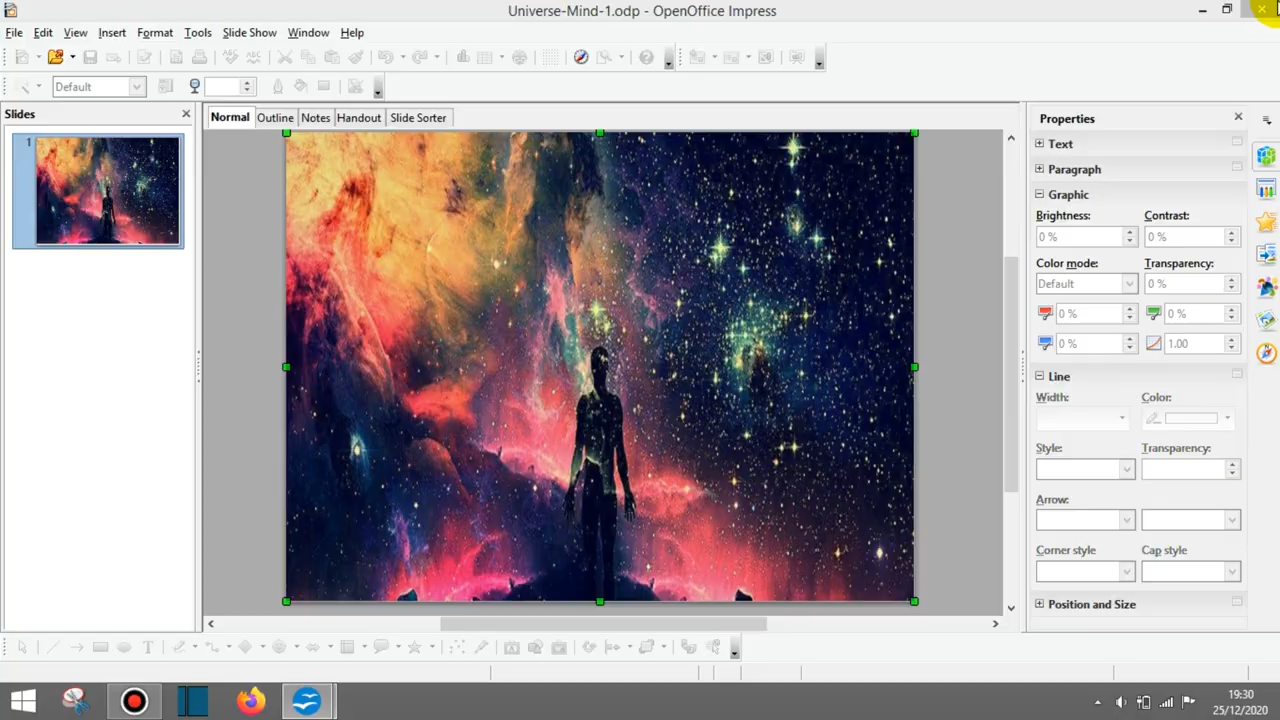 Universe-Mind-1.odp - OpenOffice Impress
File Edit View Insert Format Tools Slide Show Window Help
Default
Slides
Normal Outline Notes Handout Slide Sorter
Properties
1
Text
Paragraph
Graphic
Brightness: Contrast:
0 % 0 %
Color mode: Transparency:
Default 0 %
0 % 0 %
0 % 1.00
Line
Width: Color:
Style: Transparency:
Arrow:
Corner style Cap style
Position and Size
19:30
25/12/2020